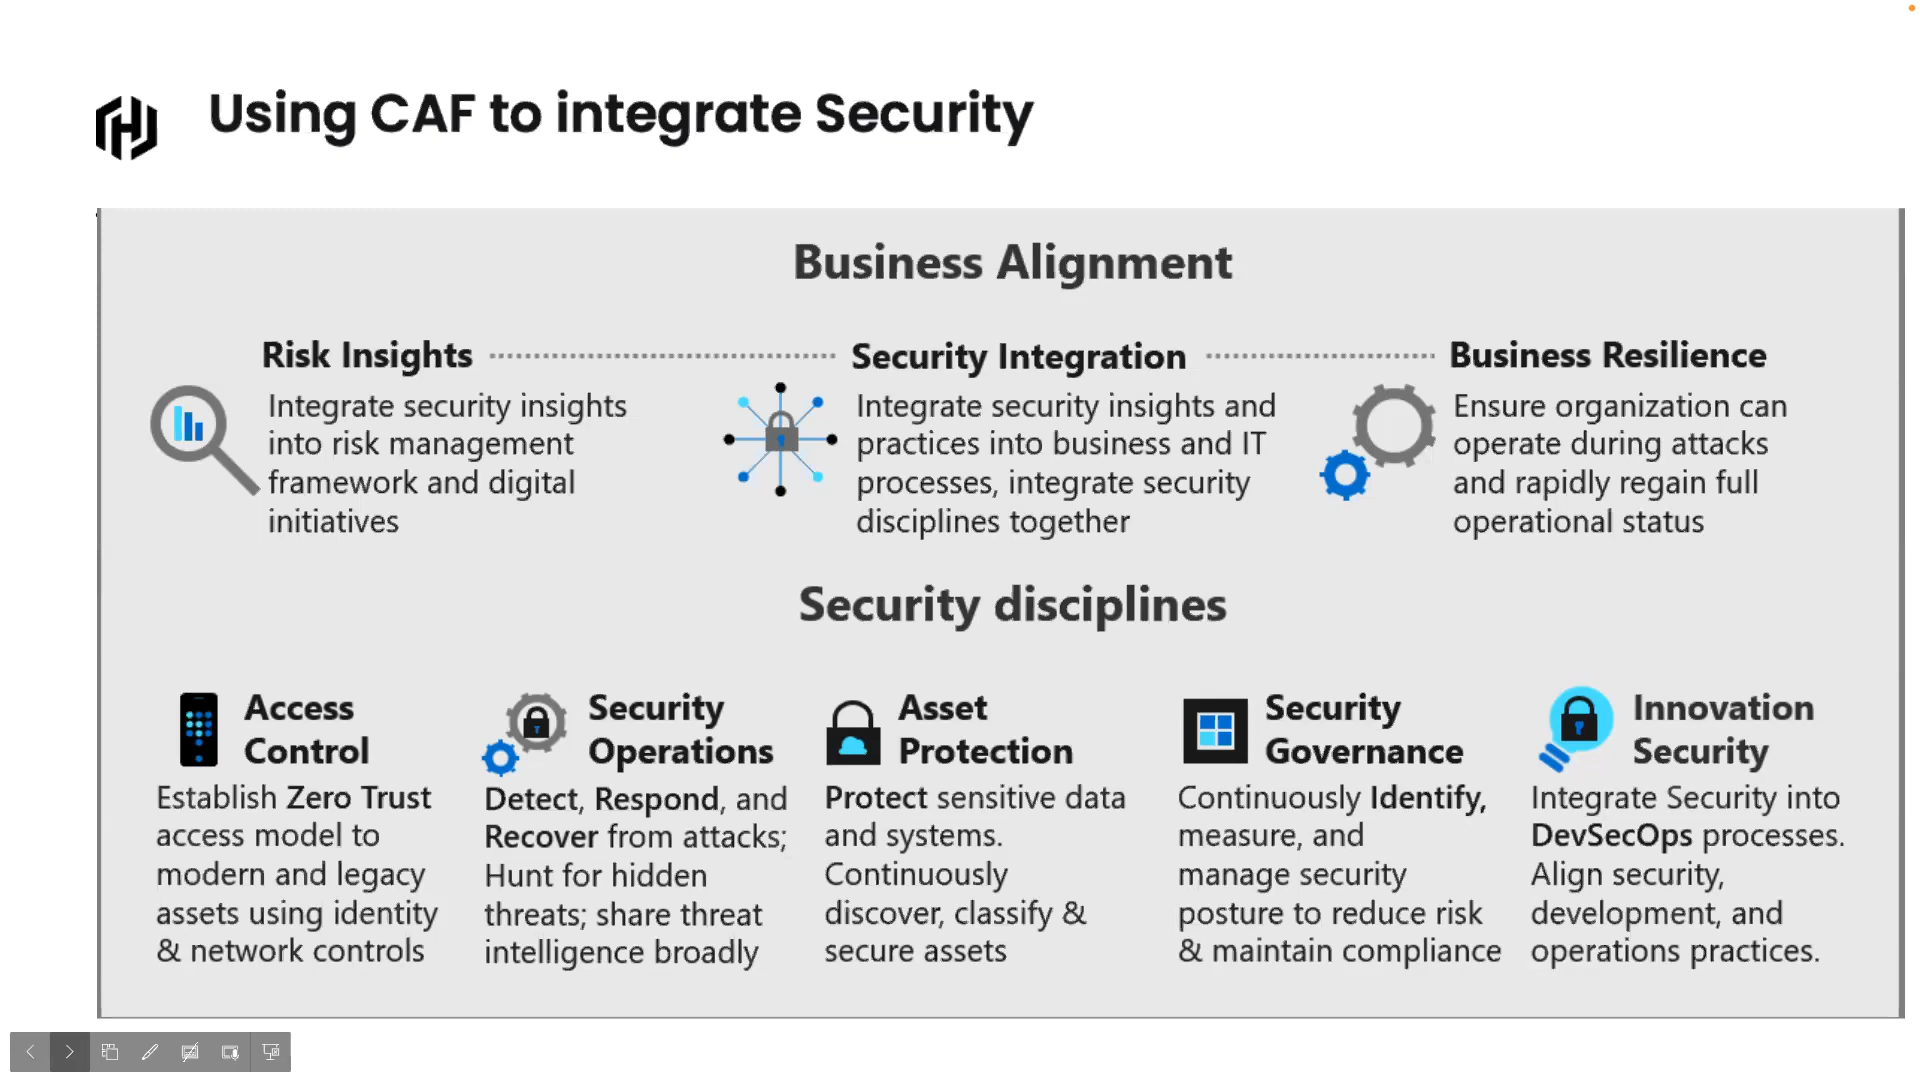 Using CAF to integrate Security
Business Alignment
Risk Insights
Integrate security insights
into risk management
framework and digital
initiatives
Security Integration
Integrate security insights and
practices into business and IT
processes, integrate security
disciplines together
Business Resilience
Ensure organization can
operate during attacks
and rapidly regain full
operational status
Security disciplines
Access
Control
Establish Zero Trust
access model to
modern and legacy
assets using identity
& network controls
Security
Operations
Detect, Respond, and
Recover from attacks;
Hunt for hidden
threats; share threat
intelligence broadly
Asset
Protection
Protect sensitive data
and systems.
Continuously
discover, classify &
secure assets
Security
Governance
Continuously Identify,
measure, and
manage security
posture to reduce risk
& maintain compliance
Innovation
Security
Integrate Security into
DevSecOps processes.
Align security,
development, and
operations practices.